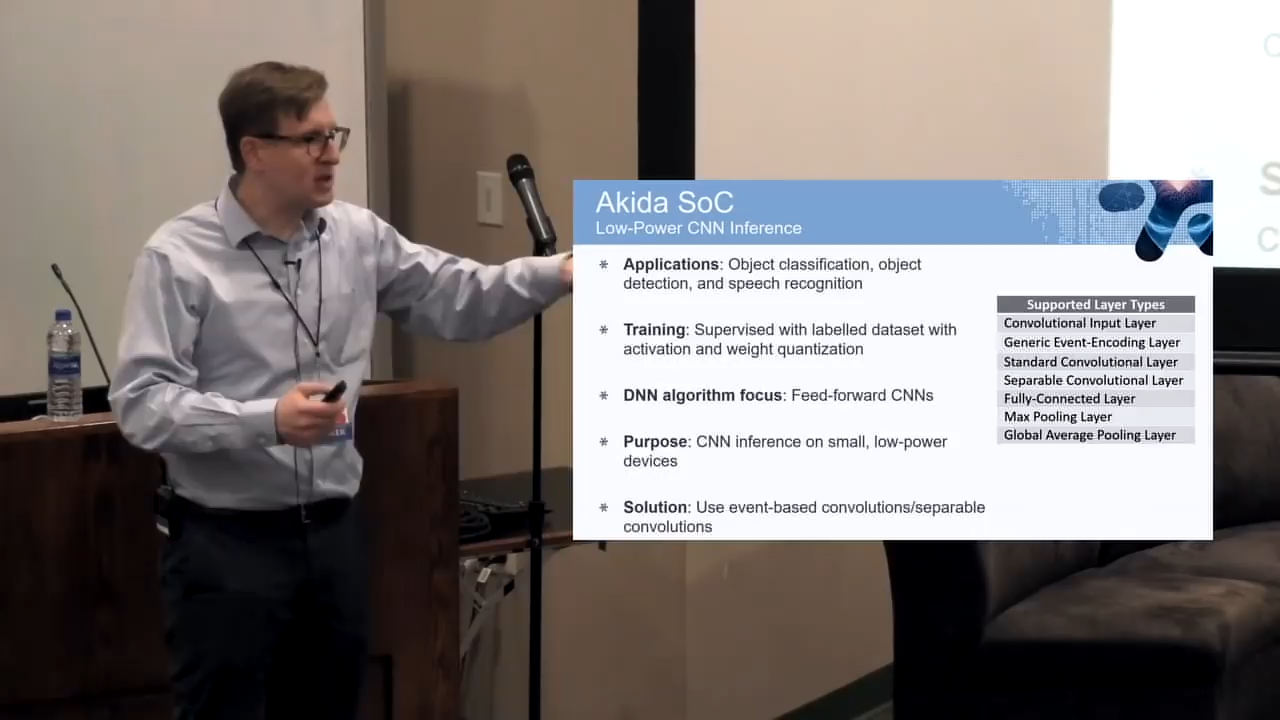 Akida SoC
Low-Power CNN Inference
* Applications: Object classification, object
detection, and speech recognition
* Training: Supervised with labelled dataset with
activation and weight quantization
* DNN algorithm focus: Feed-forward CNNs
* Purpose: CNN inference on small, low-power
devices
* Solution: Use event-based convolutions/separable
convolutions
Supported Layer Types
Convolutional Input Layer
Generic Event-Encoding Layer
Standard Convolutional Layer
Separable Convolutional Layer
Fully-Connected Layer
Max Pooling Layer
Global Average Pooling Layer